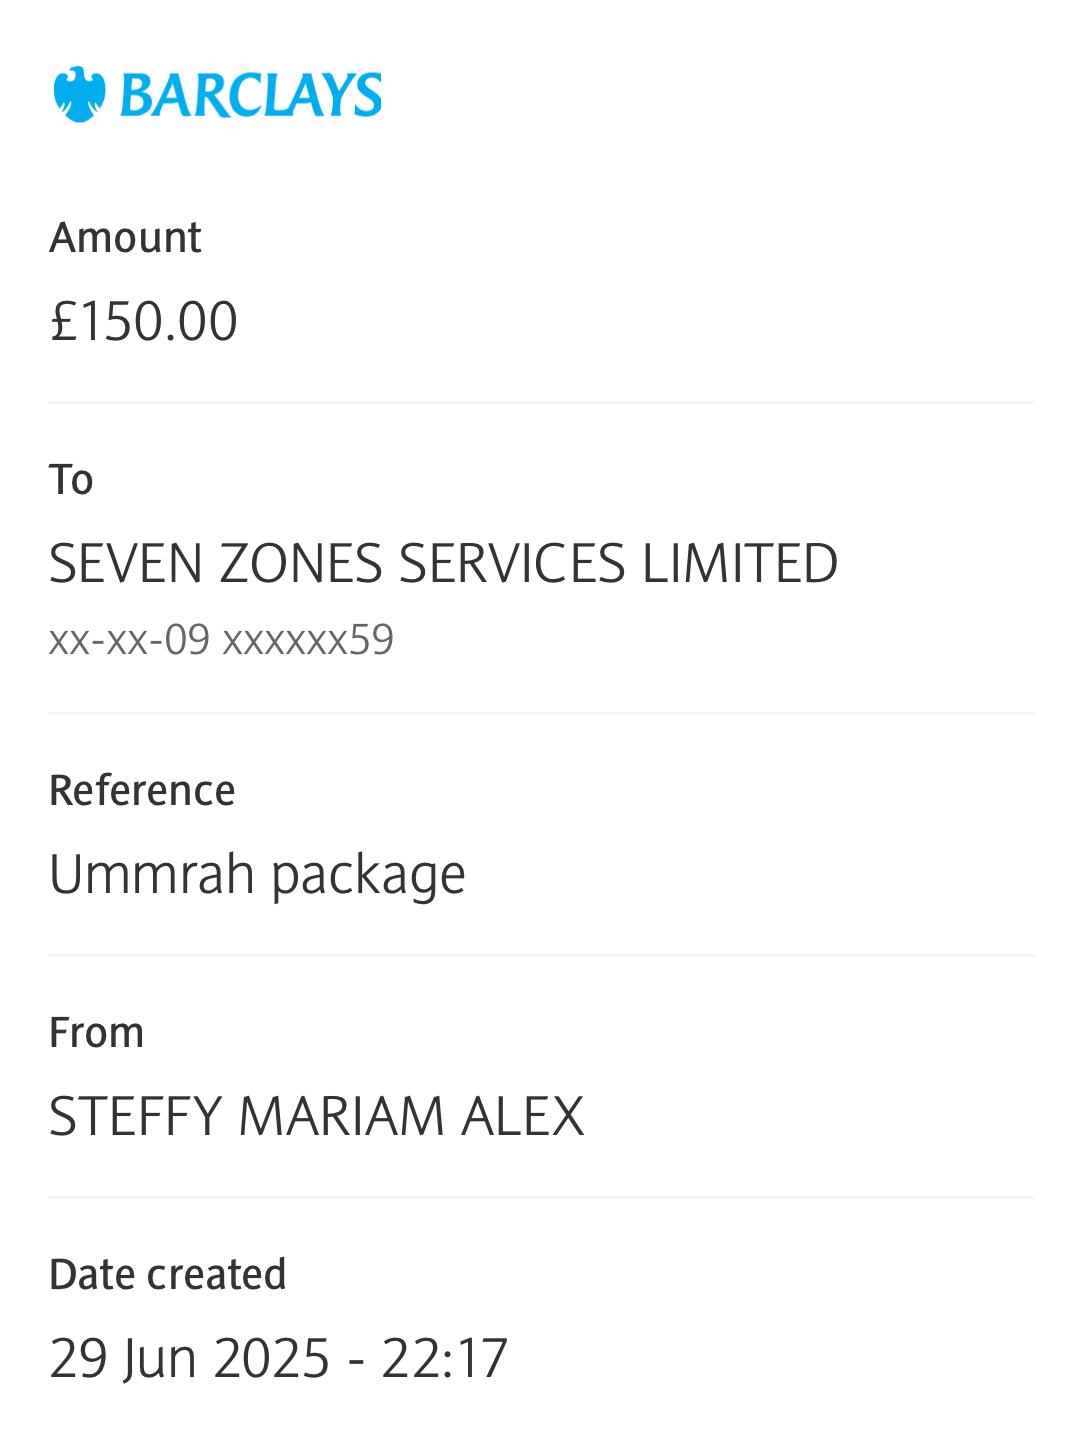 BARCLAYS
Amount
£150.00
To
SEVEN ZONES SERVICES LIMITED
xx-xx-09 xxxxxx59
Reference
Ummrah package
From
STEFFY MARIAM ALEX
Date created
29 Jun 2025 - 22:17